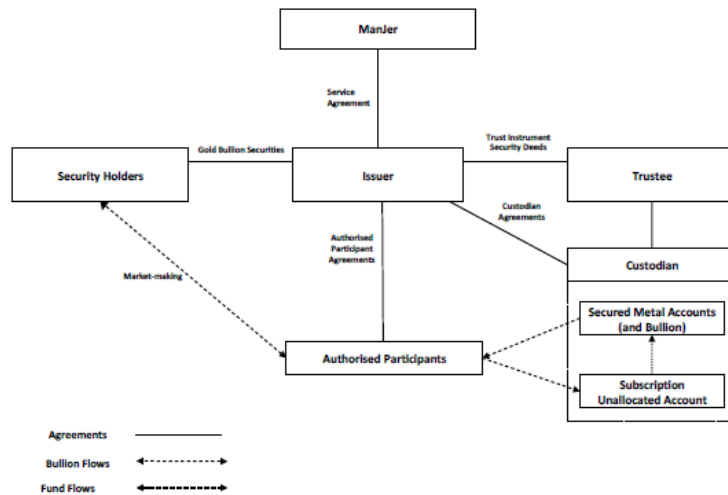 ManJer
Service
Agreement
Gold Bullion Securities
Trust Instrument
Security Deeds
Security Holders
Issuer
Trustee
Custodian
Agreements
Authorised
Participant
Agreements
Market-making
Custodian
Secured Metal Accounts
(and Bullion)
Authorised Participants
Subscription
Unallocated Account
Agreements
Bullion Flows
Fund Flows